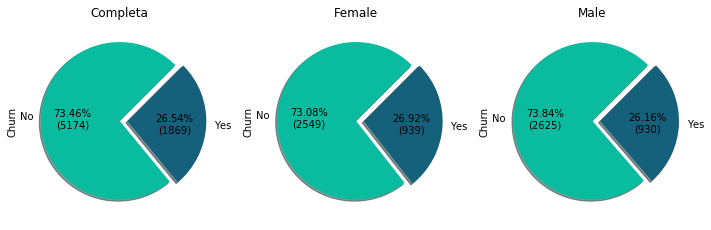 Completa
Churn
No
73.46%
(5174)
26.54%
(1869)
Yes
Female
Churn
No
73.08%
(2549)
26.92%
(939)
Yes
Male
Churn
No
73.84%
(2625)
26.16%
(930)
Yes